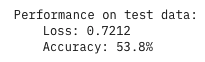 Performance on test data:
Loss: 0.7212
Accuracy: 53.8%